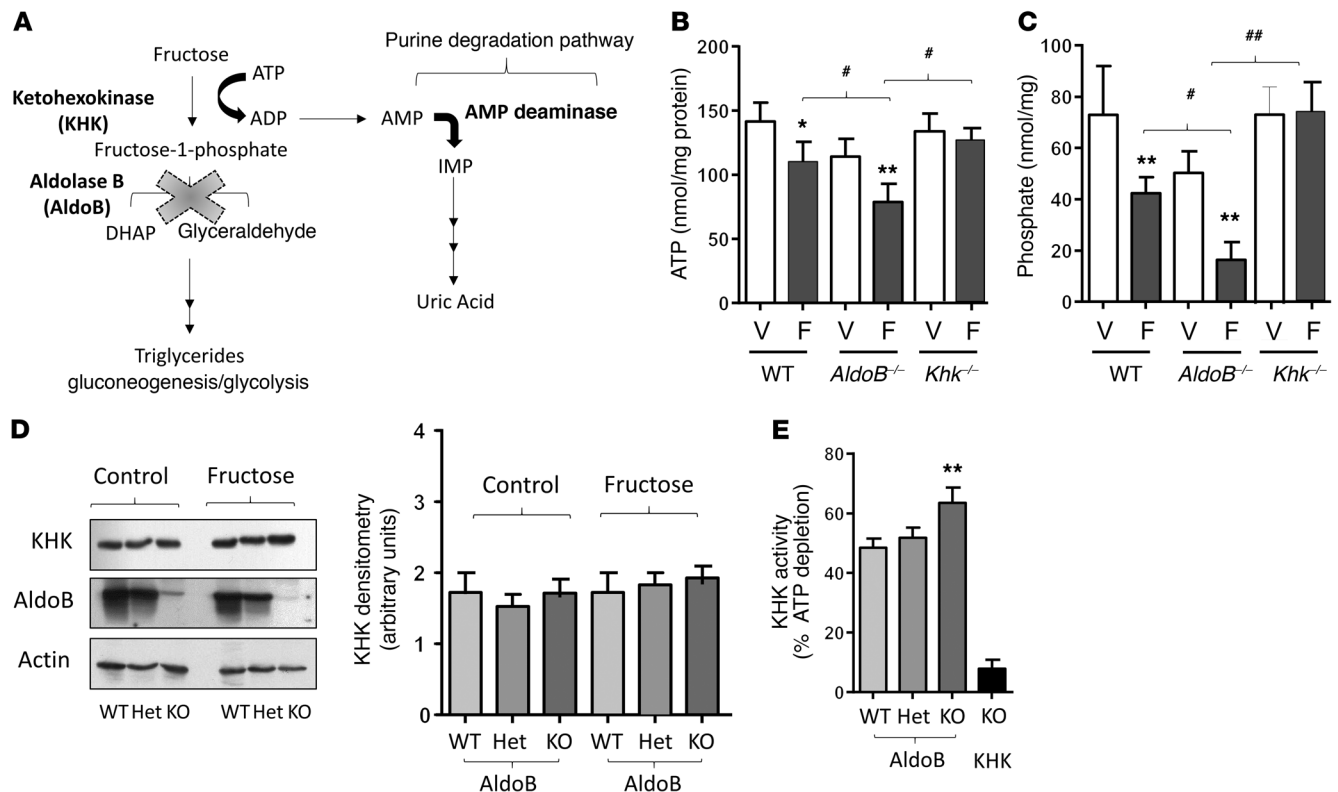 A
Fructose
ATP
Ketohexokinase
(KHK)
ADP
Fructose-1-phosphate
Aldolase B
(AldoB)
DHAP
Glyceraldehyde
Triglycerides
gluconeogenesis/glycolysis
Purine degradation pathway
AMP
AMP deaminase
IMP
Uric Acid
B
ATP (nmol/mg protein)
200
150
100
50
0
*
#
**
#
V F V F V F
WT AldoB–/– Khk–/–
C
Phosphate (nmol/mg)
100
80
60
40
20
0
**
#
**
##
V F V F V F
WT AldoB–/– Khk–/–
D
Control Fructose
KHK
AldoB
Actin
WT Het KO WT Het KO
KHK densitometry
(arbitrary units)
4
3
2
1
0
Control Fructose
WT Het KO WT Het KO
AldoB AldoB
E
KHK activity
(% ATP depletion)
80
60
40
20
0
**
WT Het KO KO
AldoB KHK